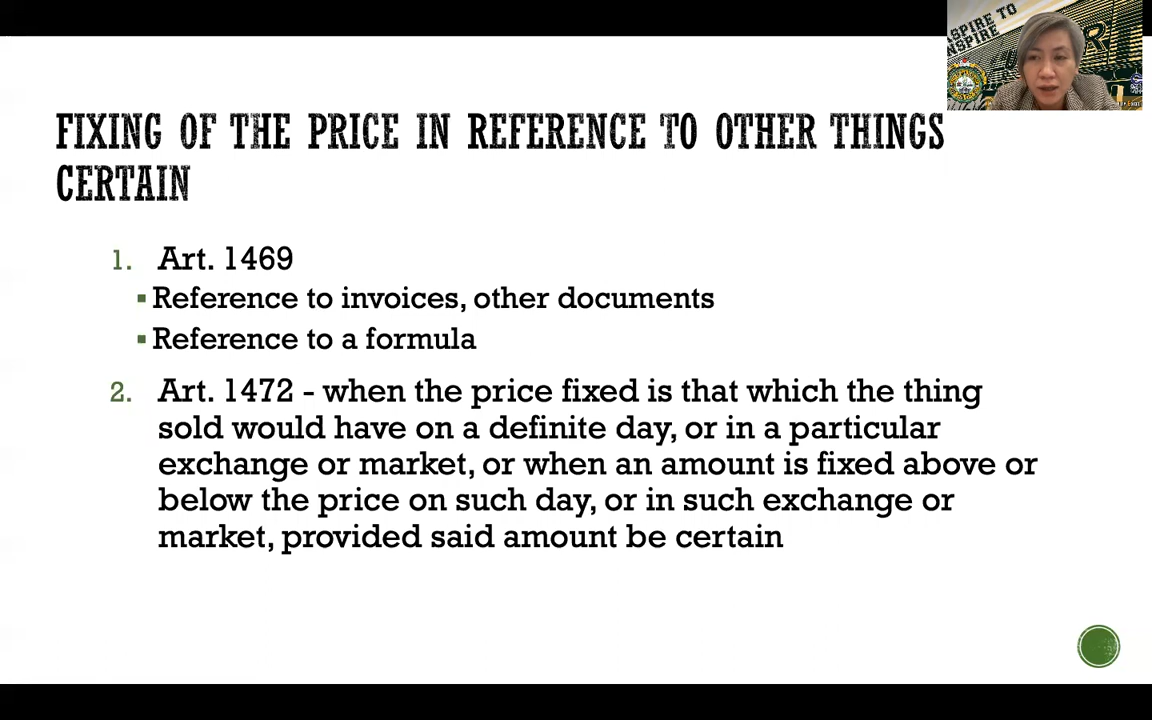 SPIRE TO
NSPIRE
FIXING OF THE PRICE IN REFERENCE TO OTHER THINGS
CERTAIN
1. Art. 1469
▪ Reference to invoices, other documents
▪ Reference to a formula
2. Art. 1472 - when the price fixed is that which the thing
sold would have on a definite day, or in a particular
exchange or market, or when an amount is fixed above or
below the price on such day, or in such exchange or
market, provided said amount be certain